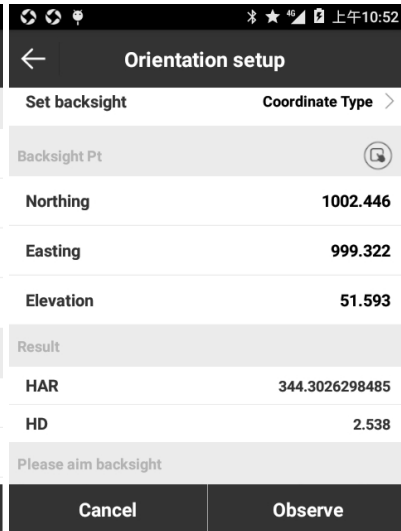 4G 上午10:52
Orientation setup
Set backsight Coordinate Type
Backsight Pt
Northing 1002.446
Easting 999.322
Elevation 51.593
Result
HAR 344.3026298485
HD 2.538
Please aim backsight
Cancel Observe